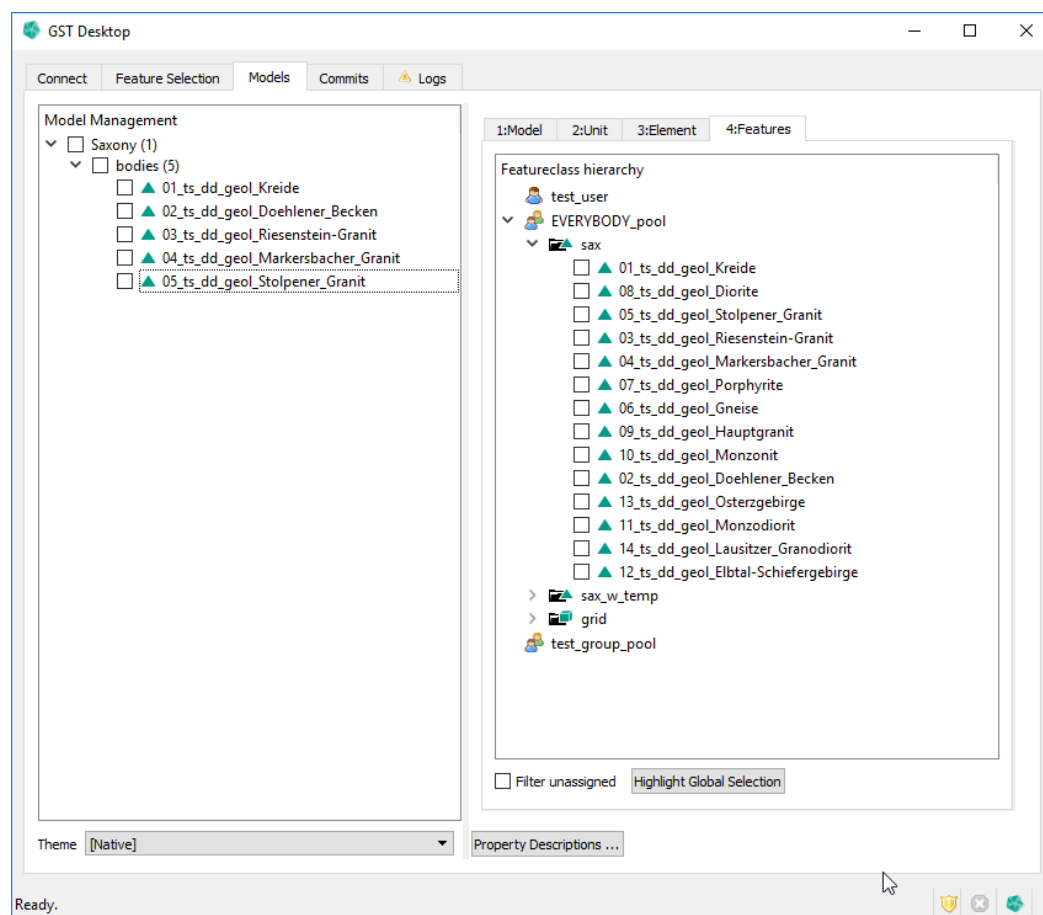 GST Desktop
Connect
Feature Selection
Models
Commits
Logs
Model Management
Saxony (1)
bodies (5)
01_ts_dd_geol_Kreide
02_ts_dd_geol_Doehlener_Becken
03_ts_dd_geol_Riesenstein-Granit
04_ts_dd_geol_Markersbacher_Granit
05_ts_dd_geol_Stolpener_Granit
Theme
[Native]
1:Model
2:Unit
3:Element
4:Features
Featureclass hierarchy
test_user
EVERYBODY_pool
sax
01_ts_dd_geol_Kreide
08_ts_dd_geol_Diorite
05_ts_dd_geol_Stolpener_Granit
03_ts_dd_geol_Riesenstein-Granit
04_ts_dd_geol_Markersbacher_Granit
07_ts_dd_geol_Porphyrite
06_ts_dd_geol_Gneise
09_ts_dd_geol_Hauptgranit
10_ts_dd_geol_Monzonit
02_ts_dd_geol_Doehlener_Becken
13_ts_dd_geol_Osterzgebirge
11_ts_dd_geol_Monzodiorit
14_ts_dd_geol_Lausitzer_Granodiorit
12_ts_dd_geol_Elbtal-Schiefergebirge
sax_w_temp
grid
test_group_pool
Filter unassigned
Highlight Global Selection
Property Descriptions ...
Ready.